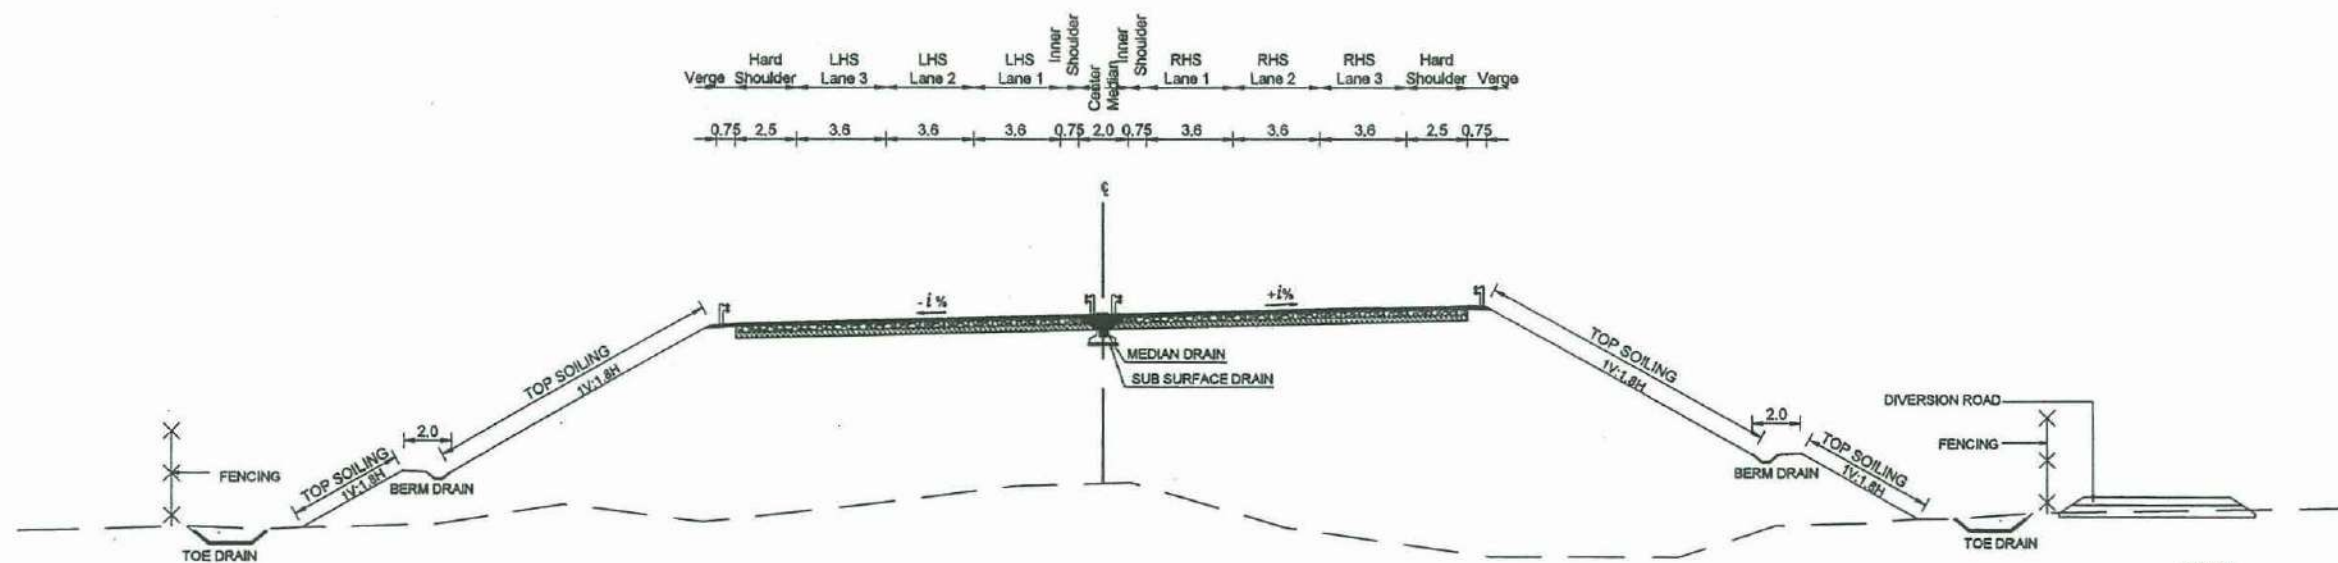 Verge
Hard
Shoulder
LHS
Lane 3
LHS
Lane 2
LHS
Lane 1
Inner
Shoulder
Center
Median
Inner
Shoulder
RHS
Lane 1
RHS
Lane 2
RHS
Lane 3
Hard
Shoulder
Verge
0.75 2.5 3.6 3.6 3.6 0.75 2.0 0.75 3.6 3.6 3.6 2.5 0.75
℄
-i %
+i%
MEDIAN DRAIN
SUB SURFACE DRAIN
TOP SOILING
1V:1.8H
TOP SOILING
1V:1.8H
2.0
2.0
DIVERSION ROAD
FENCING
FENCING
TOP SOILING
1V:1.8H
BERM DRAIN
BERM DRAIN
TOP SOILING
1V:1.8H
TOE DRAIN
TOE DRAIN